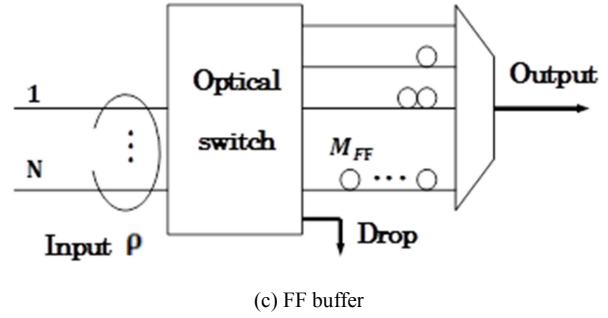 1
N
Input ρ
Optical
switch
M_FF
Drop
Output
(c) FF buffer